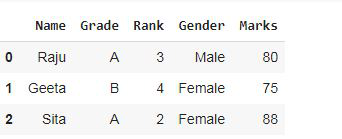 Name Grade Rank Gender Marks
0 Raju A 3 Male 80
1 Geeta B 4 Female 75
2 Sita A 2 Female 88